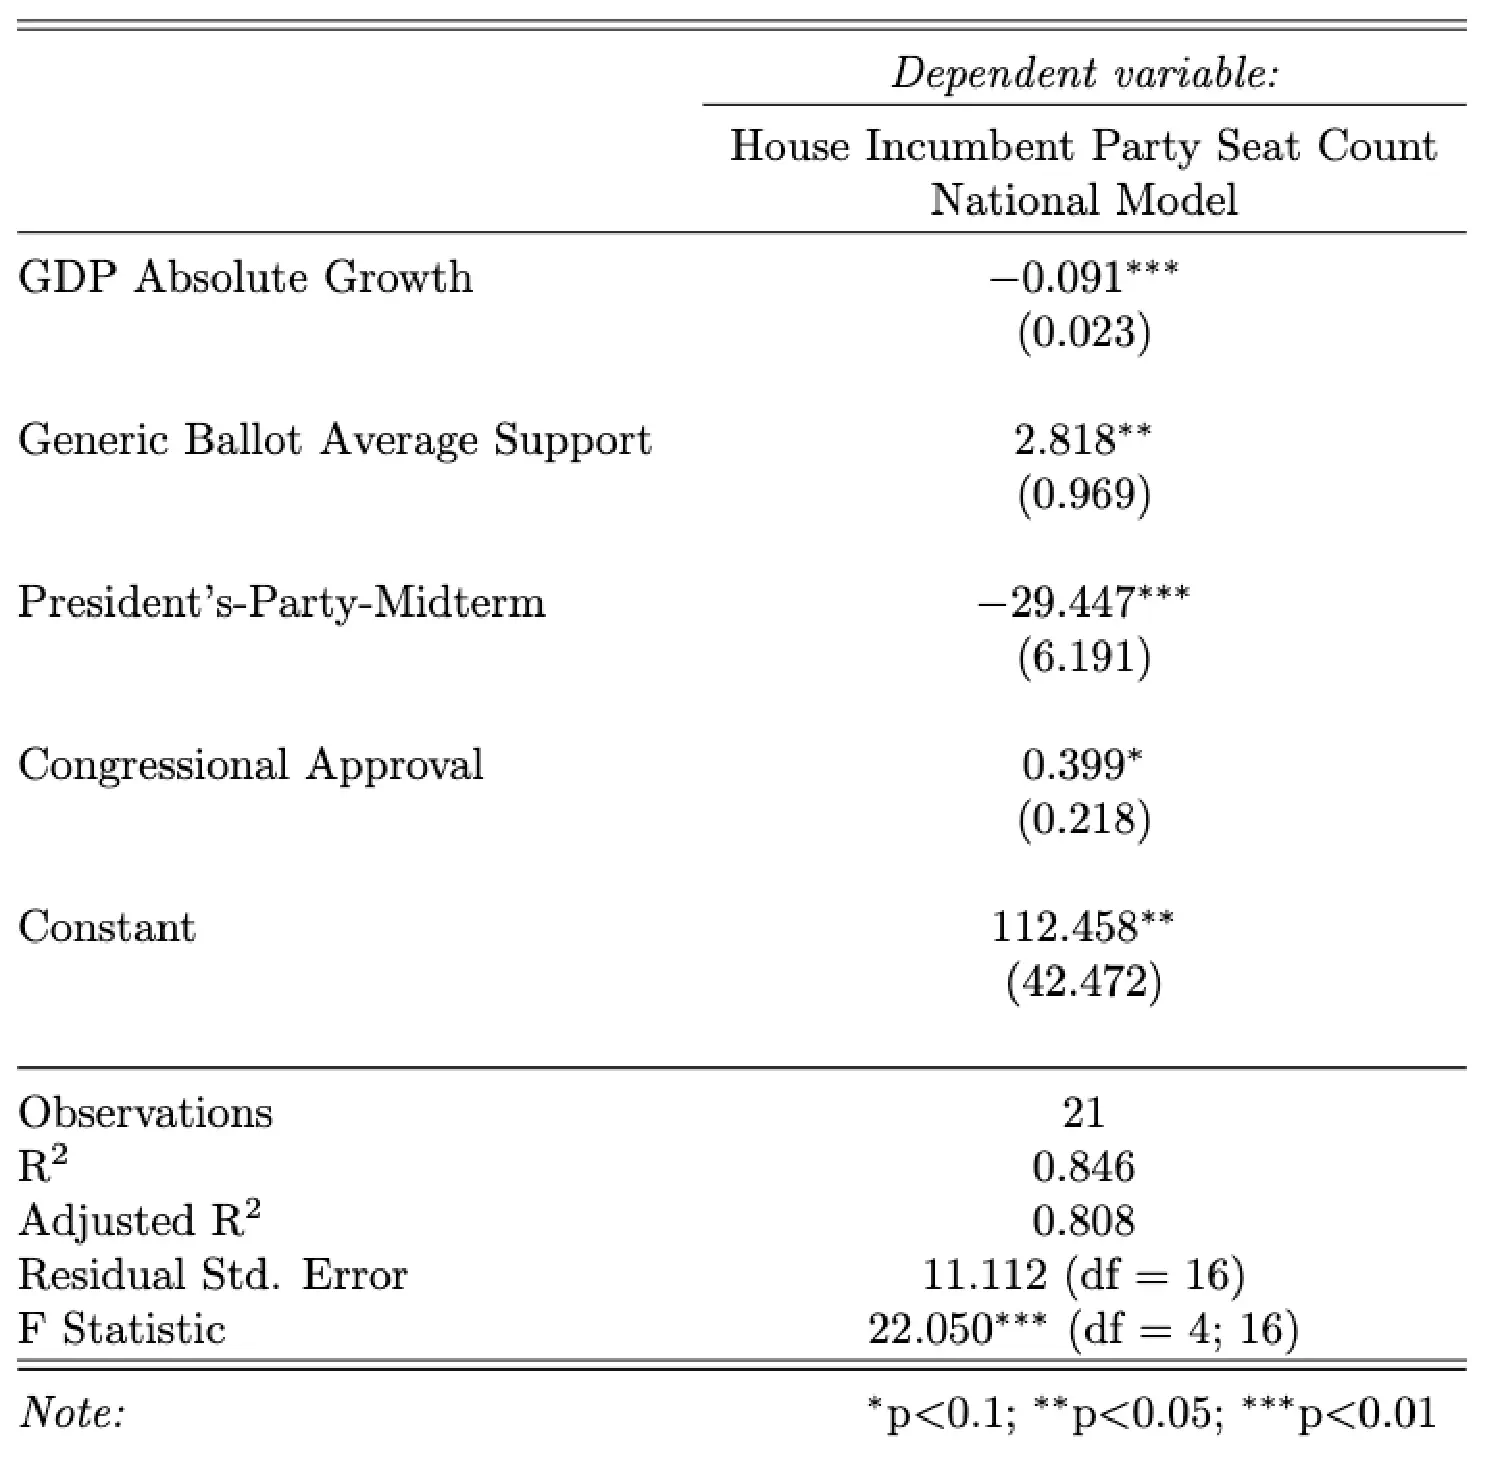 Dependent variable:
House Incumbent Party Seat Count
National Model
GDP Absolute Growth −0.091***
(0.023)
Generic Ballot Average Support 2.818**
(0.969)
President’s-Party-Midterm −29.447***
(6.191)
Congressional Approval 0.399*
(0.218)
Constant 112.458**
(42.472)
Observations 21
R² 0.846
Adjusted R² 0.808
Residual Std. Error 11.112 (df = 16)
F Statistic 22.050*** (df = 4; 16)
Note: *p<0.1; **p<0.05; ***p<0.01